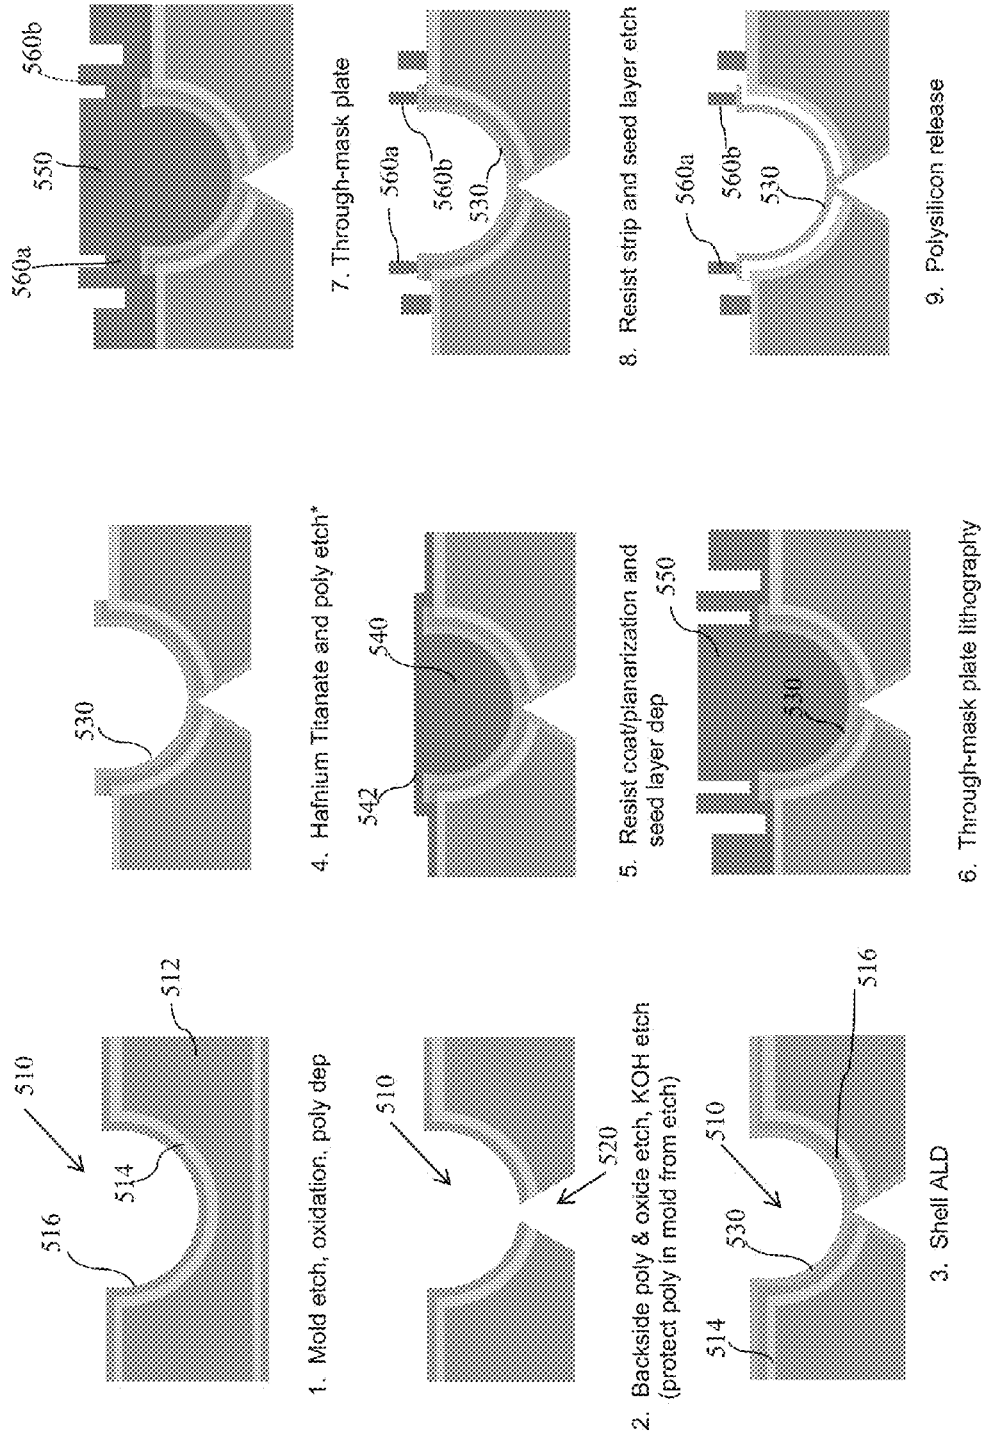 510
516
514
512
1. Mold etch, oxidation, poly dep
510
520
2. Backside poly & oxide etch, KOH etch
(protect poly in mold from etch)
514
530
510
516
3. Shell ALD
530
4. Hafnium Titanate and poly etch*
542
540
5. Resist coat/planarization and
seed layer dep
550
530
6. Through-mask plate lithography
560a
550
560b
7. Through-mask plate
560a
560b
530
8. Resist strip and seed layer etch
560a
560b
530
9. Polysilicon release